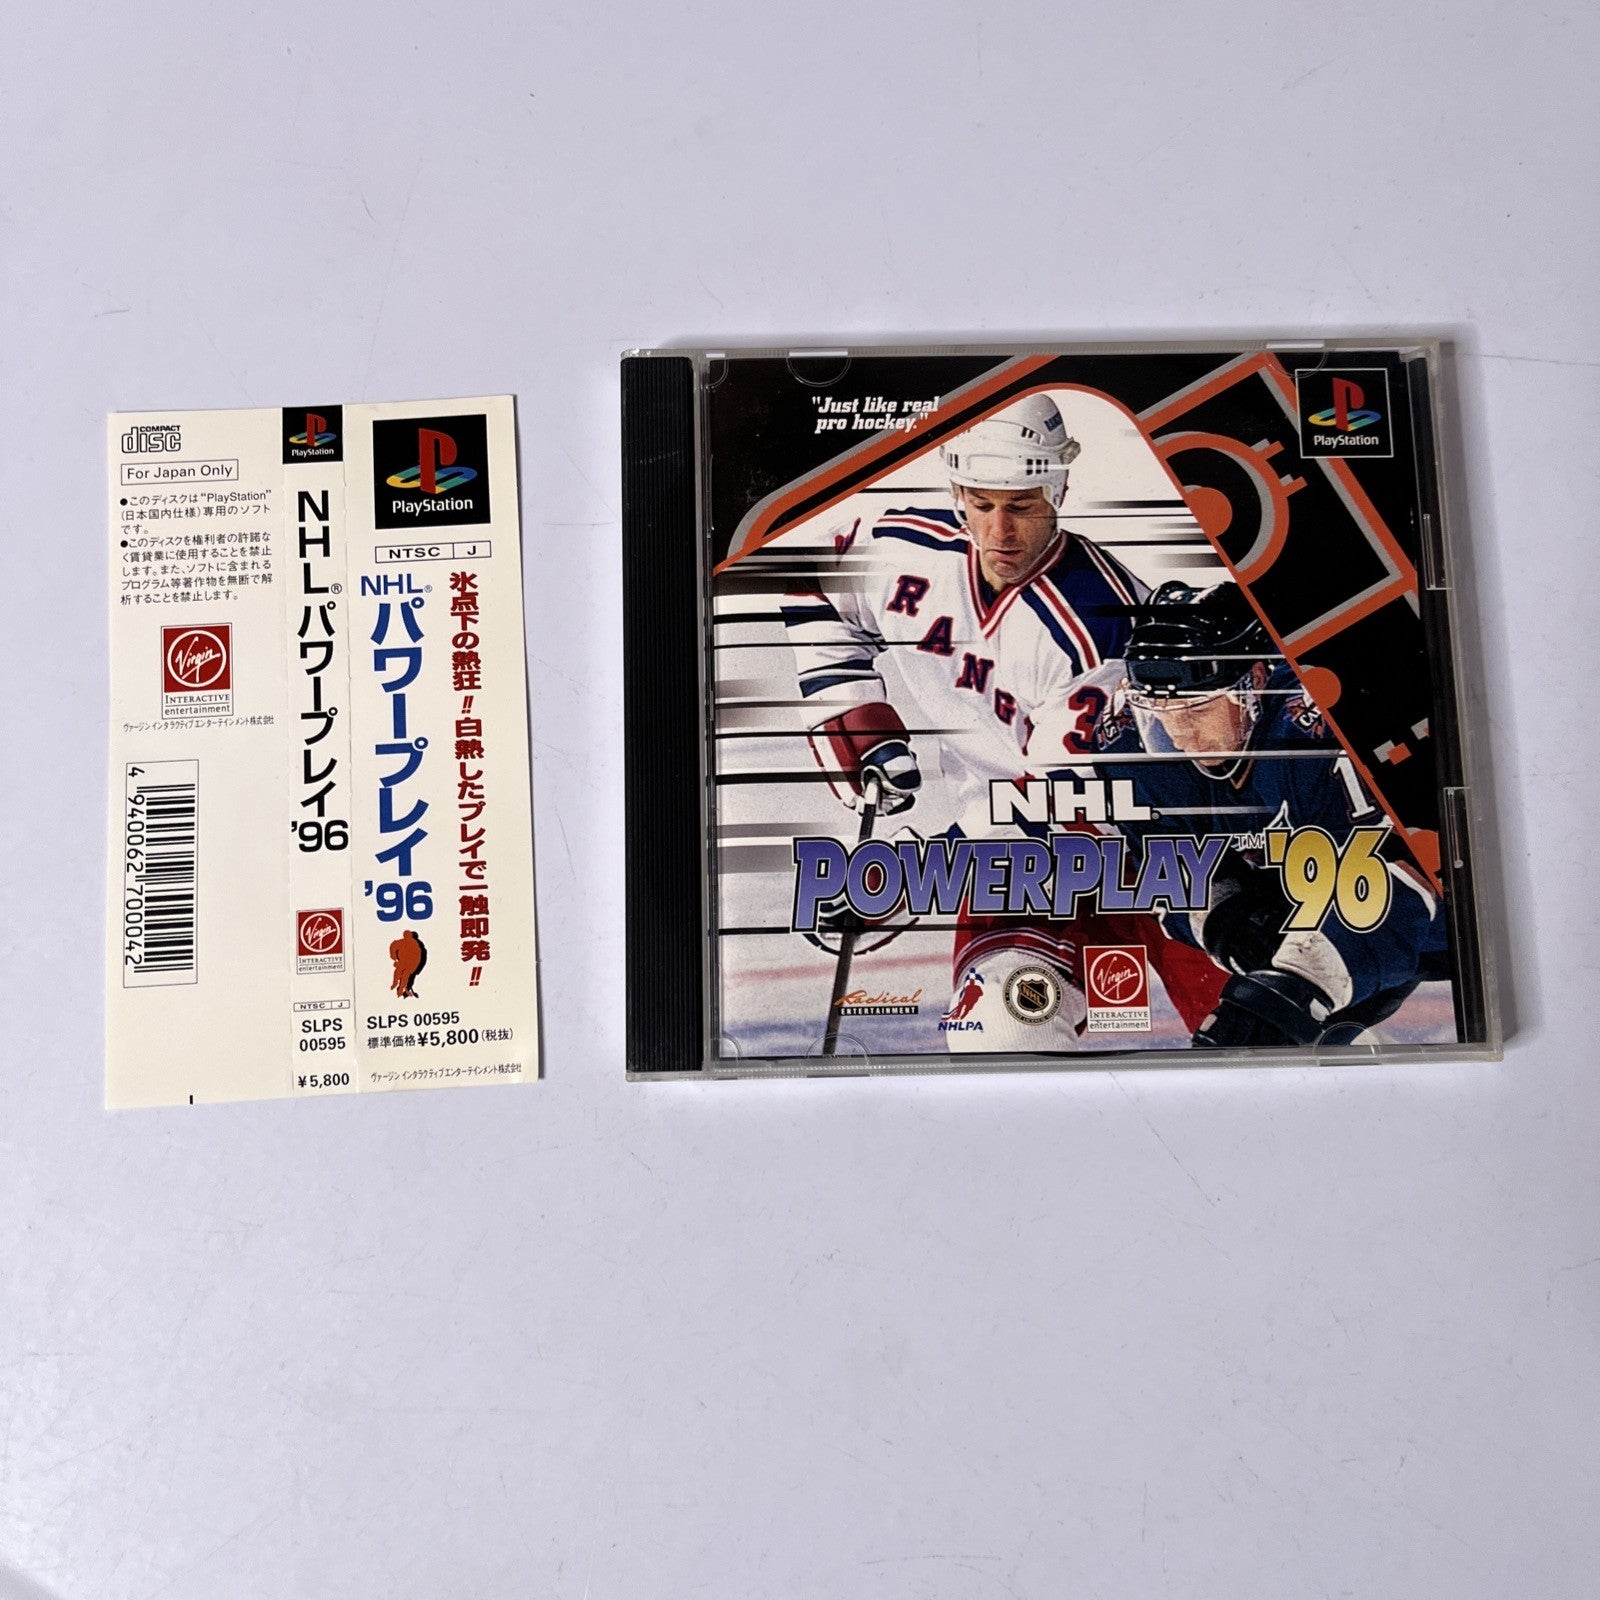 COMPACT
disc
For Japan Only
●このディスクは“PlayStation”
(日本国内仕様)専用のソフト
です。
●このディスクを権利者の許諾な
く賃貸業に使用することを禁止
します。また、ソフトに含まれる
プログラム等著作物を無断で解
析することを禁止します。
Virgin
INTERACTIVE
entertainment
ヴァージン インタラクティブ エンターテインメント株式会社
4 940062 700042
PlayStation
NHL®パワープレイ'96
Virgin
INTERACTIVE
entertainment
NTSC J
SLPS
00595
¥5,800
PlayStation
NTSC J
氷点下の熱狂!!白熱したプレイで一触即発!!
NHL®パワープレイ'96
SLPS 00595
標準価格¥5,800(税抜)
ヴァージン インタラクティブ エンターテインメント株式会社
"Just like real
pro hockey."
PlayStation
RANG
3
1
NHL®
POWERPLAY™ '96
Radical
ENTERTAINMENT
NHLPA
NHL
Virgin
INTERACTIVE
entertainment